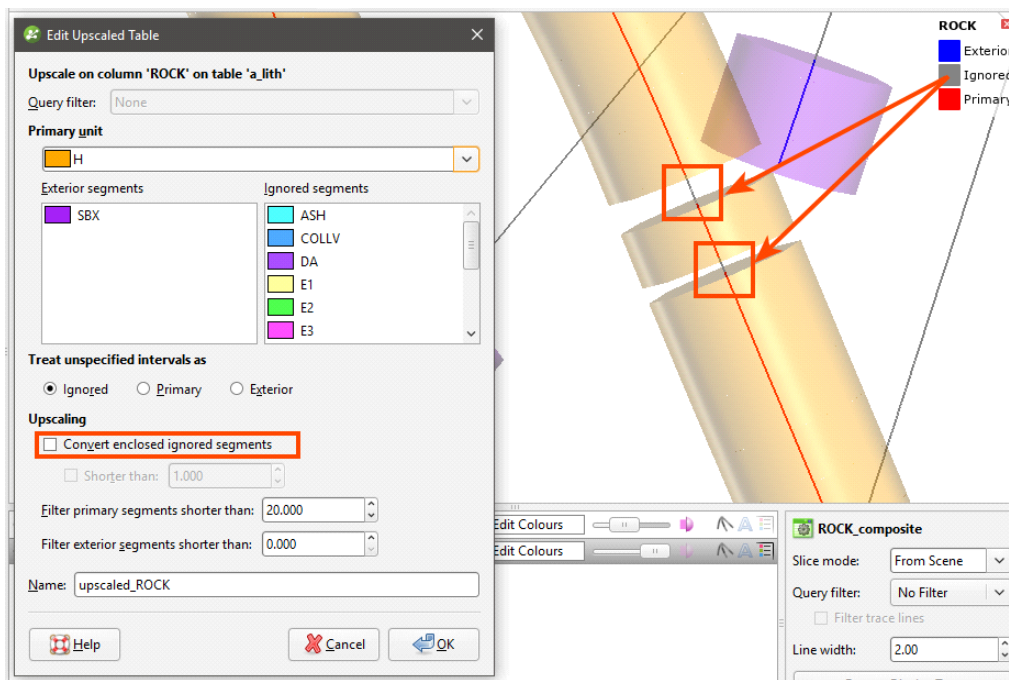 Edit Upscaled Table
Upscale on column 'ROCK' on table 'a_lith'
Query filter: None
Primary unit
H
Exterior segments Ignored segments
SBX ASH
COLLV
DA
E1
E2
E3
Treat unspecified intervals as
Ignored Primary Exterior
Upscaling
Convert enclosed ignored segments
Shorter than: 1.000
Filter primary segments shorter than: 20.000
Filter exterior segments shorter than: 0.000
Name: upscaled_ROCK
Help Cancel OK
ROCK
Exterior
Ignored
Primary
Edit Colours
Edit Colours
ROCK_composite
Slice mode: From Scene
Query filter: No Filter
Filter trace lines
Line width: 2.00